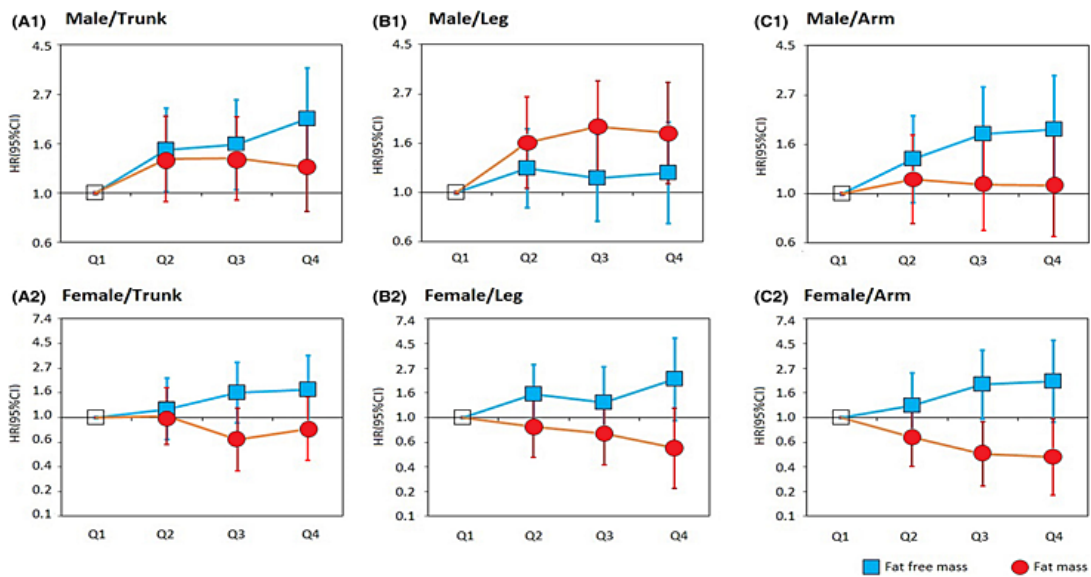 (A1) Male/Trunk
4.5
2.7
1.6
1.0
0.6
HR(95%CI)
Q1 Q2 Q3 Q4
(B1) Male/Leg
4.5
2.7
1.6
1.0
0.6
HR(95%CI)
Q1 Q2 Q3 Q4
(C1) Male/Arm
4.5
2.7
1.6
1.0
0.6
HR(95%CI)
Q1 Q2 Q3 Q4
(A2) Female/Trunk
7.4
4.5
2.7
1.6
1.0
0.6
0.4
0.2
0.1
HR(95%CI)
Q1 Q2 Q3 Q4
(B2) Female/Leg
7.4
4.5
2.7
1.6
1.0
0.6
0.4
0.2
0.1
HR(95%CI)
Q1 Q2 Q3 Q4
(C2) Female/Arm
7.4
4.5
2.7
1.6
1.0
0.6
0.4
0.2
0.1
HR(95%CI)
Q1 Q2 Q3 Q4
Fat free mass Fat mass